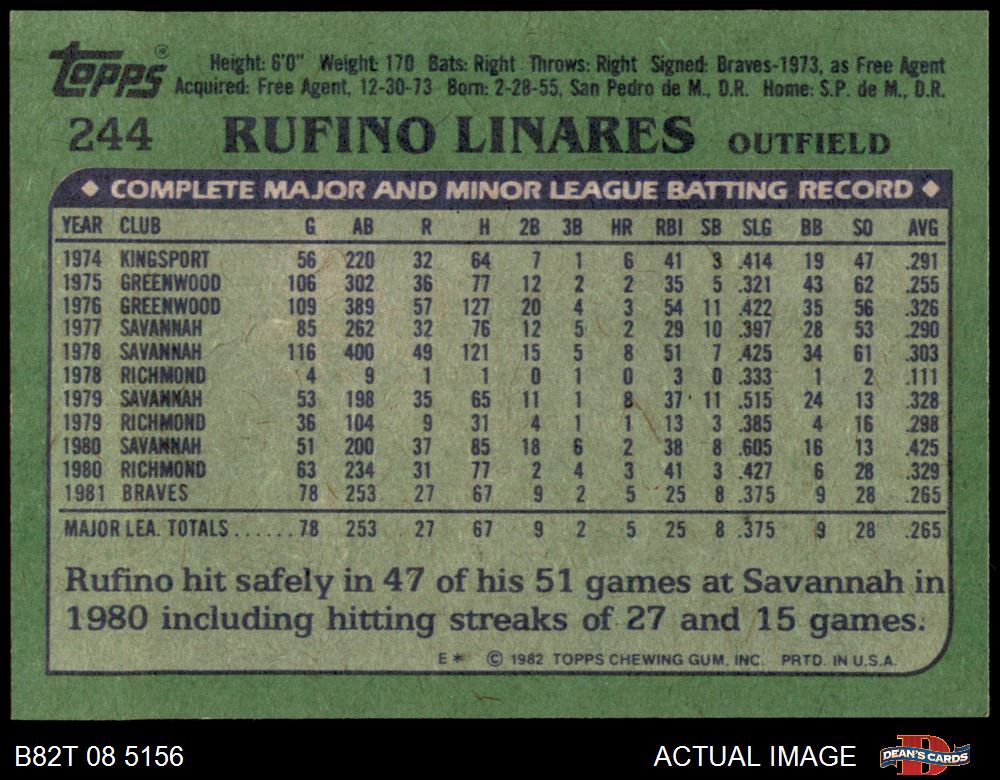 Topps®
Height: 6'0" Weight: 170 Bats: Right Throws: Right Signed: Braves-1973, as Free Agent
Acquired: Free Agent, 12-30-73 Born: 2-28-55, San Pedro de M., D.R. Home: S.P. de M., D.R.
244 RUFINO LINARES OUTFIELD
◆ COMPLETE MAJOR AND MINOR LEAGUE BATTING RECORD ◆
YEAR CLUB G AB R H 2B 3B HR RBI SB SLG BB SO AVG
1974 KINGSPORT 56 220 32 64 7 1 6 41 3 .414 19 47 .291
1975 GREENWOOD 106 302 36 77 12 2 2 35 5 .321 43 62 .255
1976 GREENWOOD 109 389 57 127 20 4 3 54 11 .422 35 56 .326
1977 SAVANNAH 85 262 32 76 12 5 2 29 10 .397 28 53 .290
1978 SAVANNAH 116 400 49 121 15 5 8 51 7 .425 34 61 .303
1978 RICHMOND 4 9 1 1 0 1 0 3 0 .333 1 2 .111
1979 SAVANNAH 53 198 35 65 11 1 8 37 11 .515 24 13 .328
1979 RICHMOND 36 104 9 31 4 1 1 13 3 .385 4 16 .298
1980 SAVANNAH 51 200 37 85 18 6 2 38 8 .605 16 13 .425
1980 RICHMOND 63 234 31 77 2 4 3 41 3 .427 6 28 .329
1981 BRAVES 78 253 27 67 9 2 5 25 8 .375 9 28 .265
MAJOR LEA. TOTALS ...... 78 253 27 67 9 2 5 25 8 .375 9 28 .265
Rufino hit safely in 47 of his 51 games at Savannah in
1980 including hitting streaks of 27 and 15 games.
E* © 1982 TOPPS CHEWING GUM, INC. PRTD. IN U.S.A.
B82T 08 5156 ACTUAL IMAGE D DEAN'S CARDS